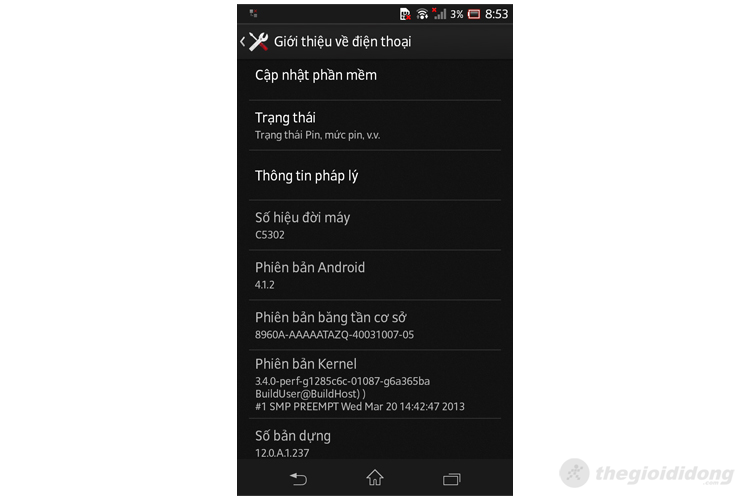 3% 8:53
Giới thiệu về điện thoại
Cập nhật phần mềm
Trạng thái
Trạng thái Pin, mức pin, v.v.
Thông tin pháp lý
Số hiệu đời máy
C5302
Phiên bản Android
4.1.2
Phiên bản băng tần cơ sở
8960A-AAAAATAZQ-40031007-05
Phiên bản Kernel
3.4.0-perf-g1285c6c-01087-g6a365ba
BuildUser@BuildHost) )
#1 SMP PREEMPT Wed Mar 20 14:42:47 2013
Số bản dựng
12.0.A.1.237
thegioididong
.com